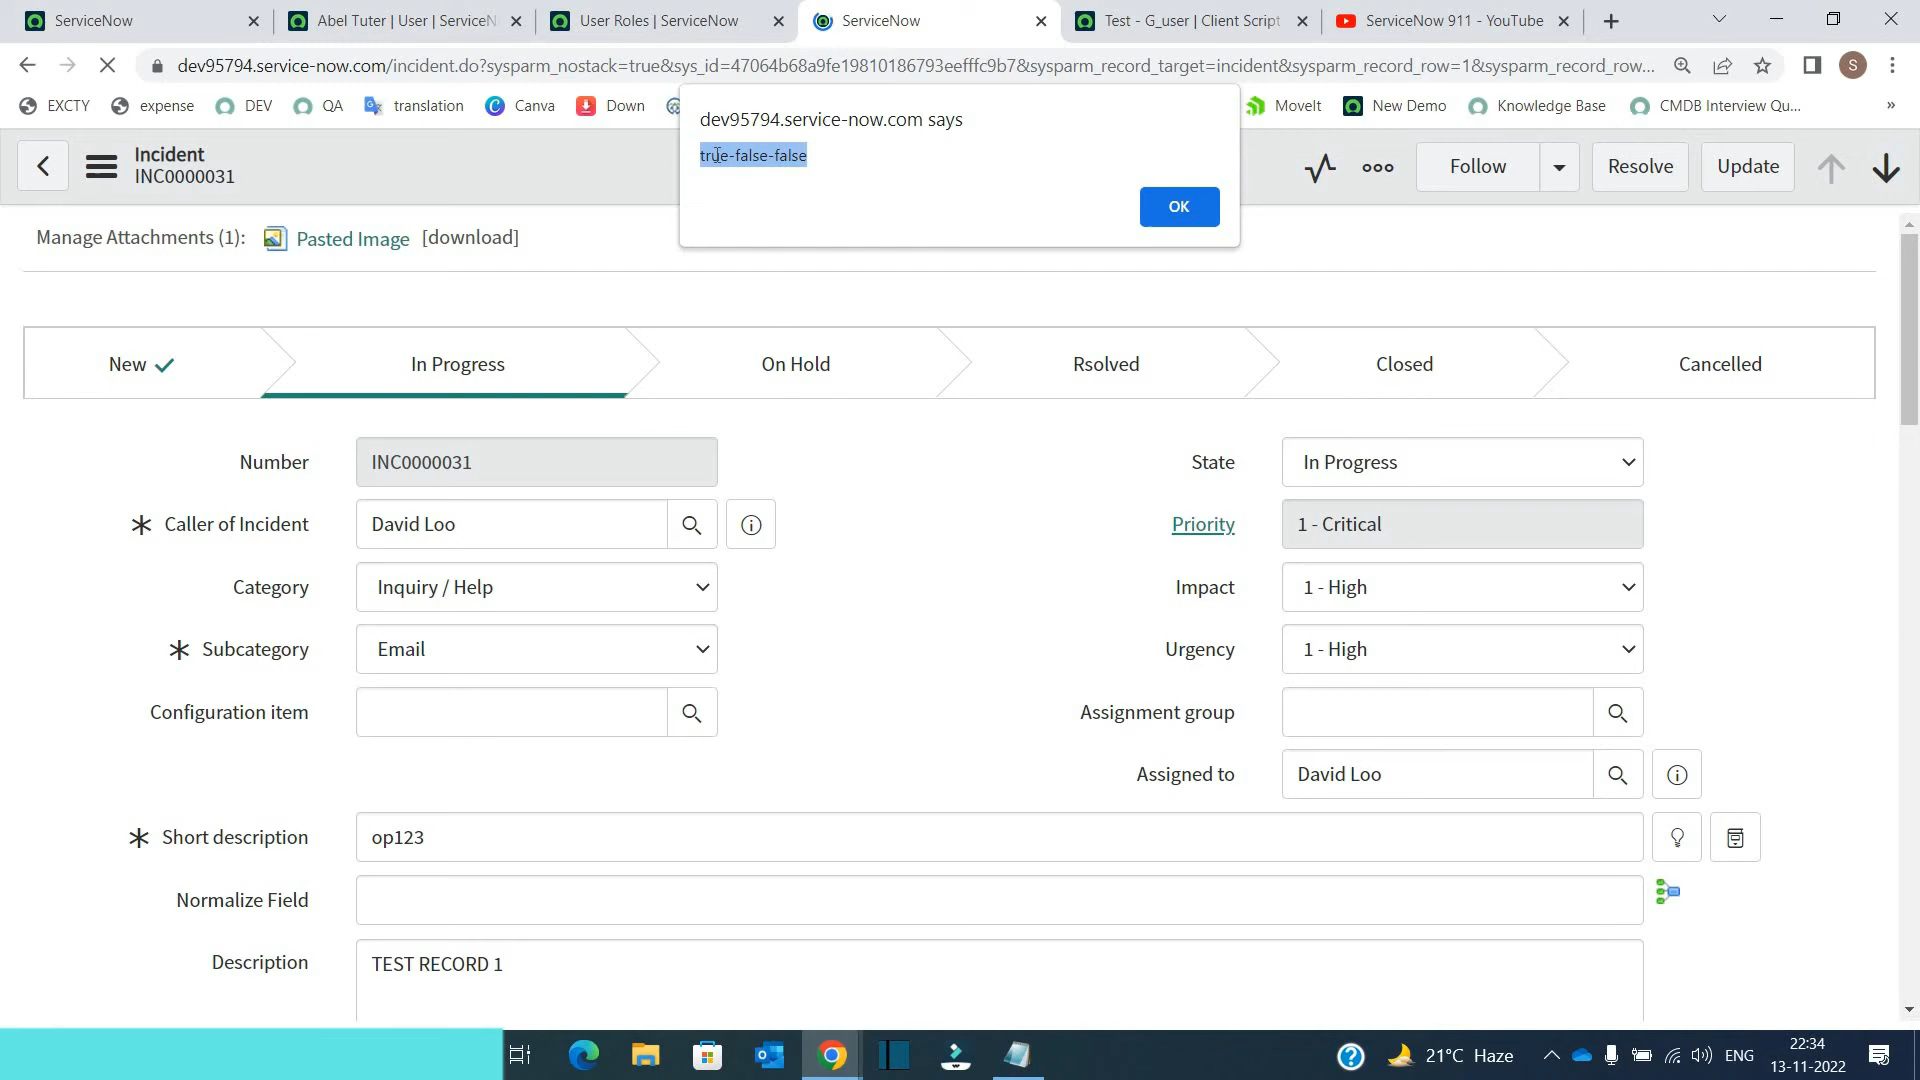 ServiceNow
Abel Tuter | User | ServiceN
User Roles | ServiceNow
ServiceNow
Test - G_user | Client Script
ServiceNow 911 - YouTube
dev95794.service-now.com/incident.do?sysparm_nostack=true&sys_id=47064b68a9fe19810186793eefffc9b7&sysparm_record_target=incident&sysparm_record_row=1&sysparm_record_row...
S
EXCTY
expense
DEV
QA
translation
Canva
Down
MoveIt
New Demo
Knowledge Base
CMDB Interview Qu...
»
dev95794.service-now.com says
true-false-false
OK
Incident
INC0000031
Follow
Resolve
Update
Manage Attachments (1):
Pasted Image
[download]
New
In Progress
On Hold
Rsolved
Closed
Cancelled
Number
INC0000031
State
In Progress
Caller of Incident
David Loo
Priority
1 - Critical
Category
Inquiry / Help
Impact
1 - High
Subcategory
Email
Urgency
1 - High
Configuration item
Assignment group
Assigned to
David Loo
Short description
op123
Normalize Field
Description
TEST RECORD 1
21°C Haze
ENG
22:34
13-11-2022